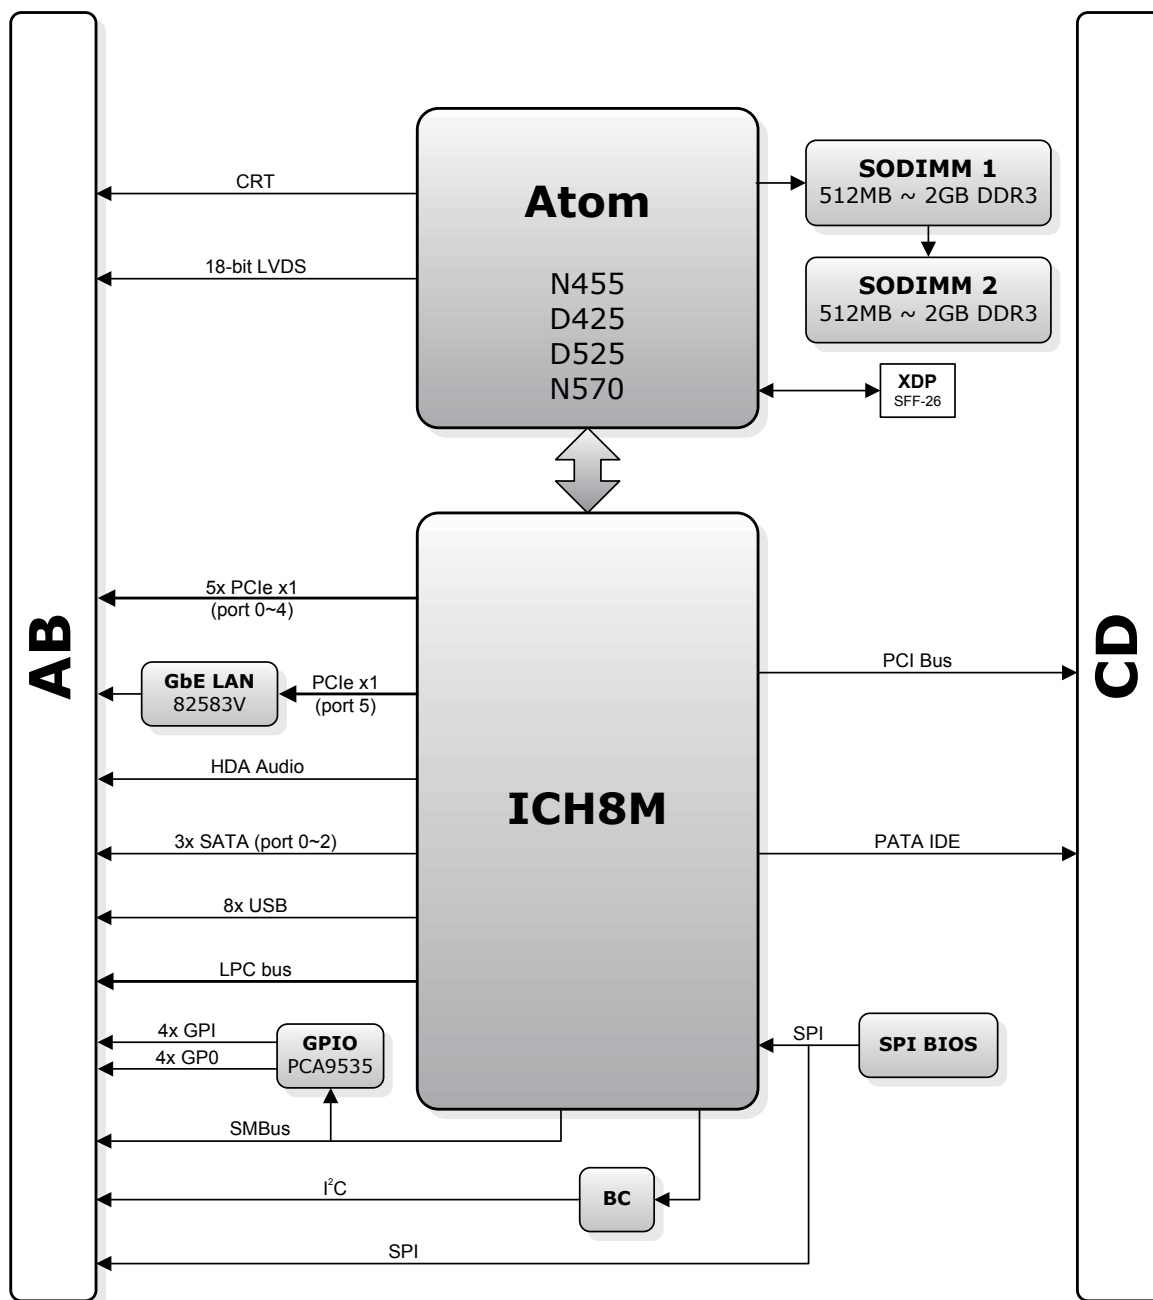 AB
CD
CRT
18-bit LVDS
Atom
N455
D425
D525
N570
SODIMM 1
512MB ~ 2GB DDR3
SODIMM 2
512MB ~ 2GB DDR3
XDP
SFF-26
5x PCIe x1
(port 0~4)
GbE LAN
82583V
PCIe x1
(port 5)
HDA Audio
3x SATA (port 0~2)
8x USB
LPC bus
ICH8M
PCI Bus
PATA IDE
4x GPI
4x GP0
GPIO
PCA9535
SPI
SPI BIOS
SMBus
I²C
BC
SPI